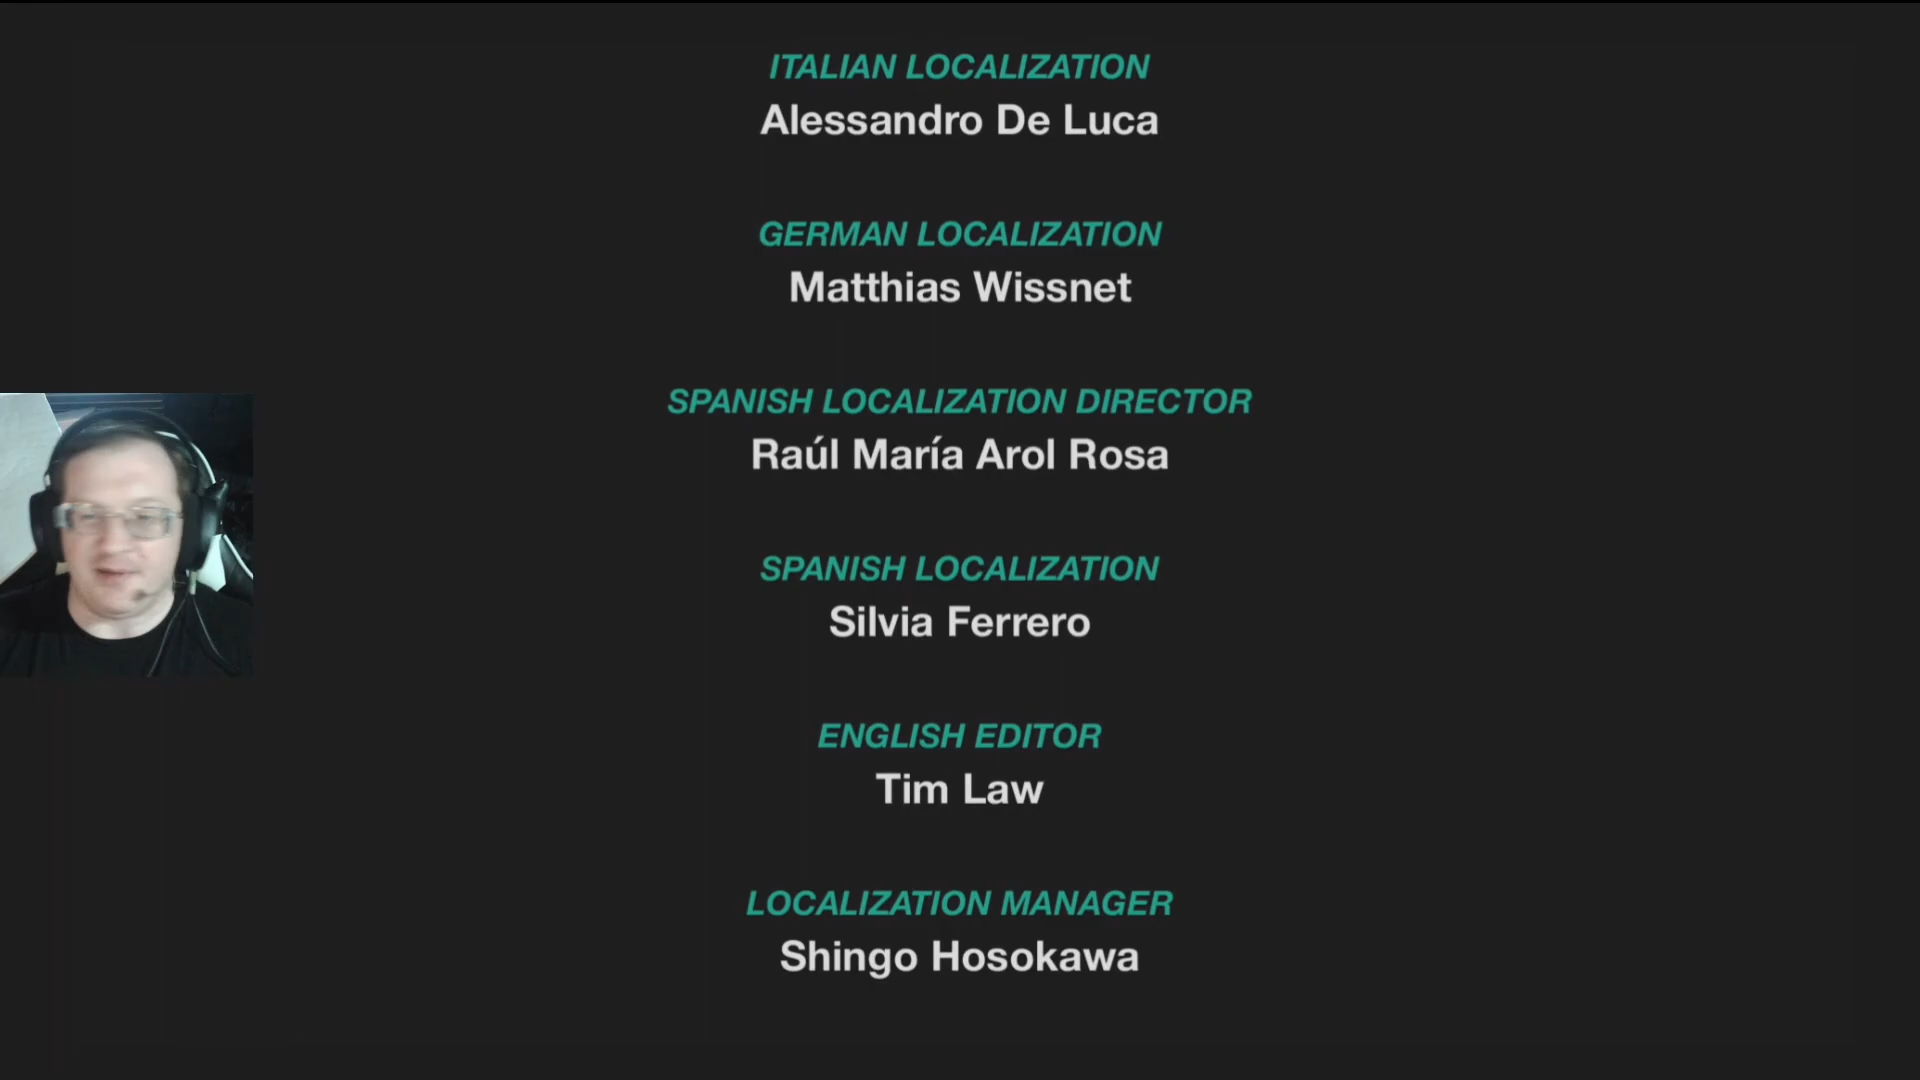 ITALIAN LOCALIZATION
Alessandro De Luca
GERMAN LOCALIZATION
Matthias Wissnet
SPANISH LOCALIZATION DIRECTOR
Raúl María Arol Rosa
SPANISH LOCALIZATION
Silvia Ferrero
ENGLISH EDITOR
Tim Law
LOCALIZATION MANAGER
Shingo Hosokawa